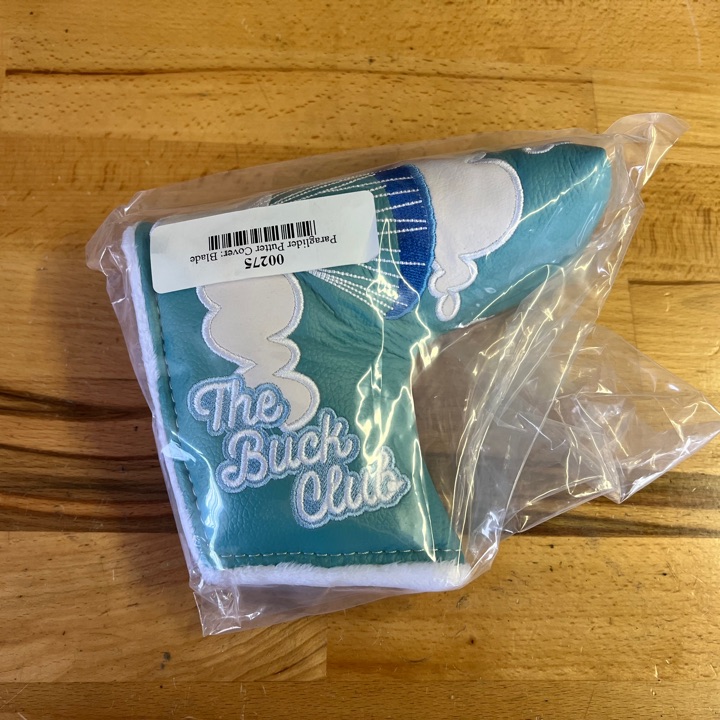 Paraglider Putter Cover: Blade
00275
The
Buck
Club